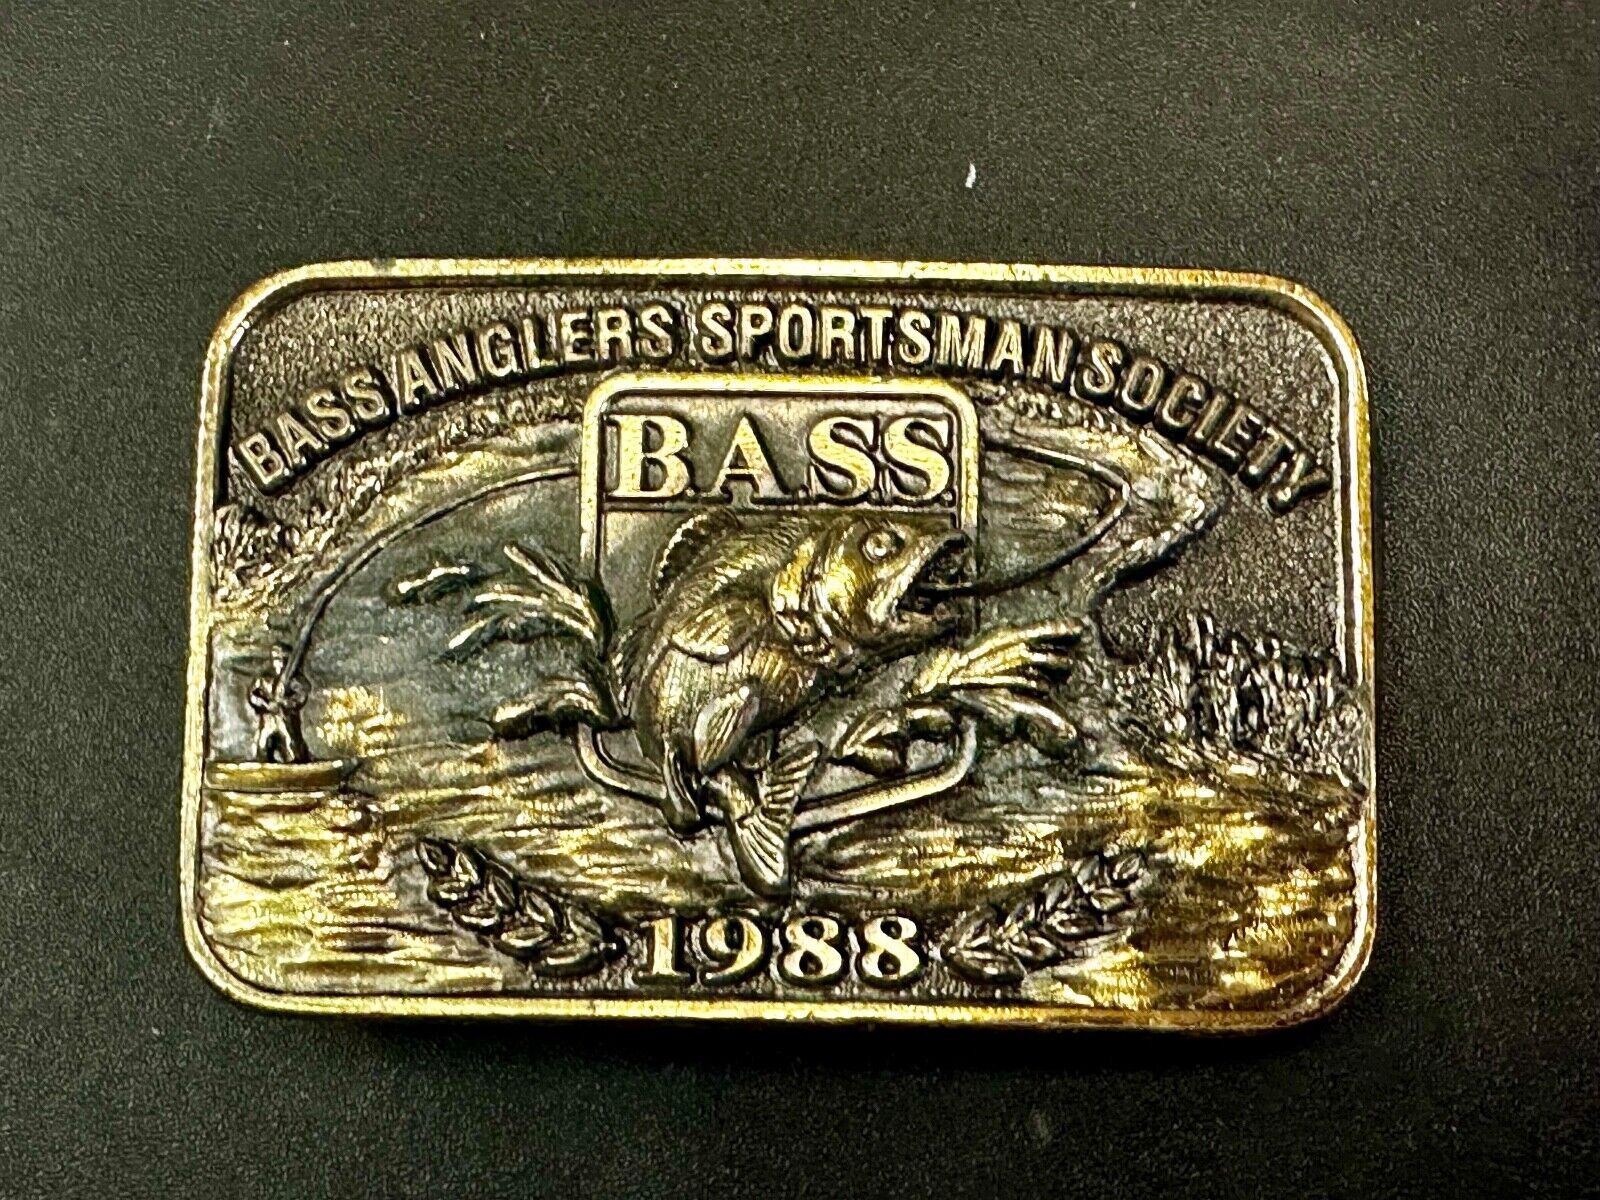 BASS ANGLERS SPORTSMAN SOCIETY
B.A.S.S.
1988